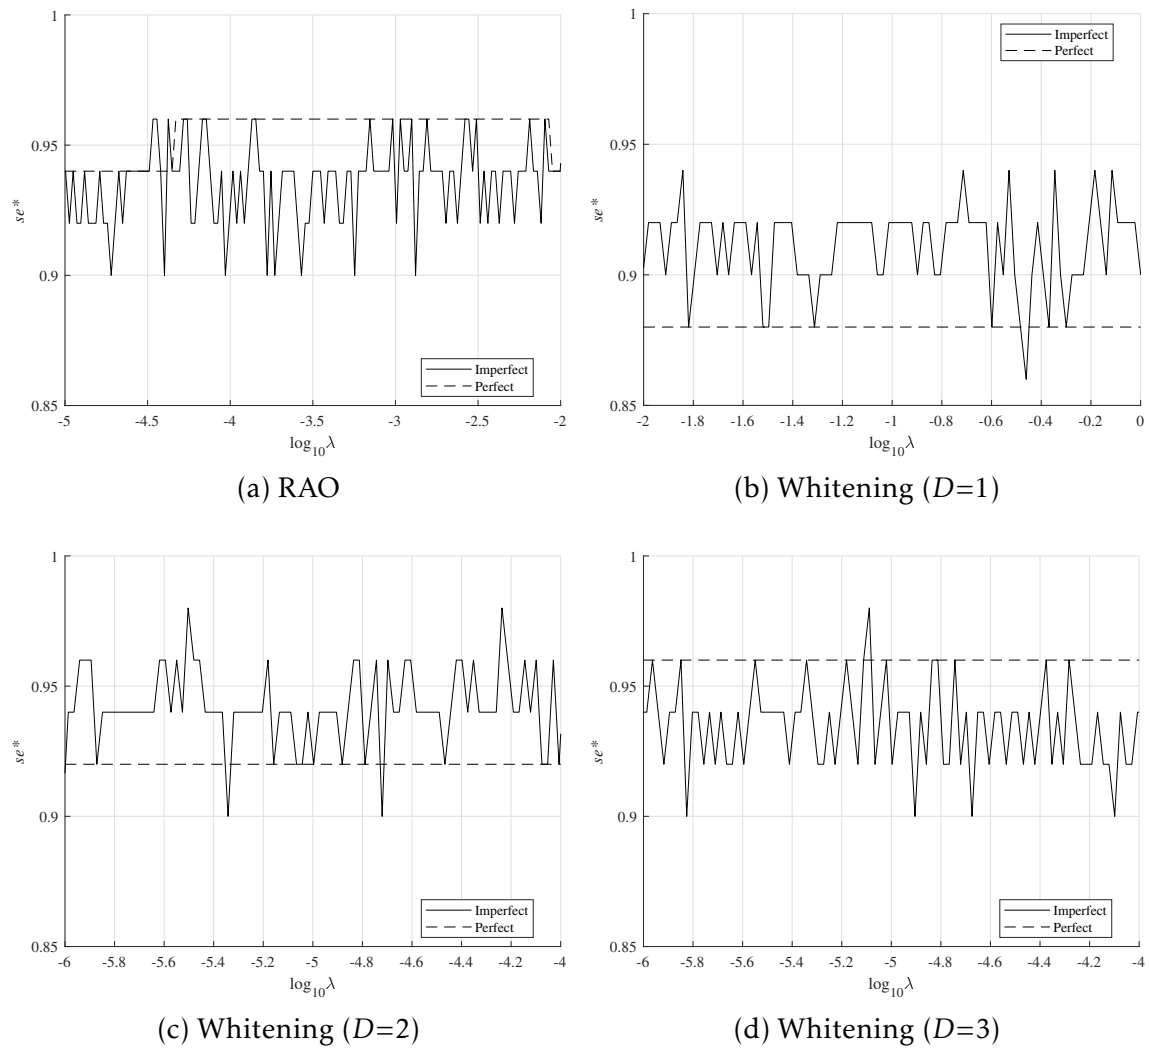 1
0.95
0.9
0.85
se*
-5 -4.5 -4 -3.5 -3 -2.5 -2
log10λ
Imperfect
Perfect
(a) RAO
1
0.95
0.9
0.85
se*
-2 -1.8 -1.6 -1.4 -1.2 -1 -0.8 -0.6 -0.4 -0.2 0
log10λ
Imperfect
Perfect
(b) Whitening (D=1)
1
0.95
0.9
0.85
se*
-6 -5.8 -5.6 -5.4 -5.2 -5 -4.8 -4.6 -4.4 -4.2 -4
log10λ
Imperfect
Perfect
(c) Whitening (D=2)
1
0.95
0.9
0.85
se*
-6 -5.8 -5.6 -5.4 -5.2 -5 -4.8 -4.6 -4.4 -4.2 -4
log10λ
Imperfect
Perfect
(d) Whitening (D=3)